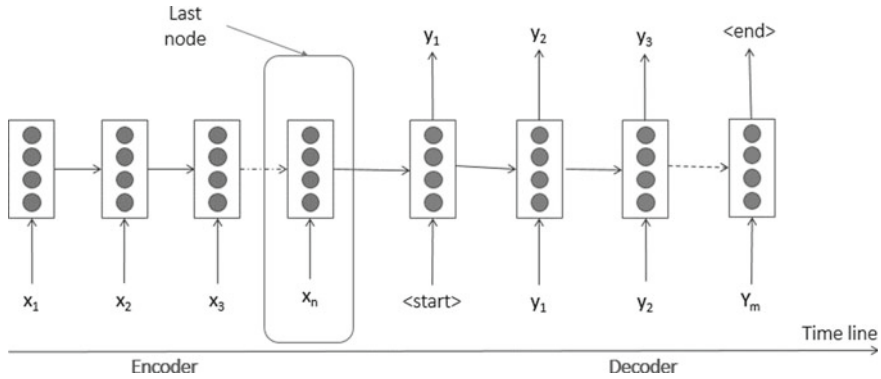 Last
node
y₁ y₂ y₃ <end>
x₁ x₂ x₃ xₙ <start> y₁ y₂ Yₘ
Time line
Encoder Decoder